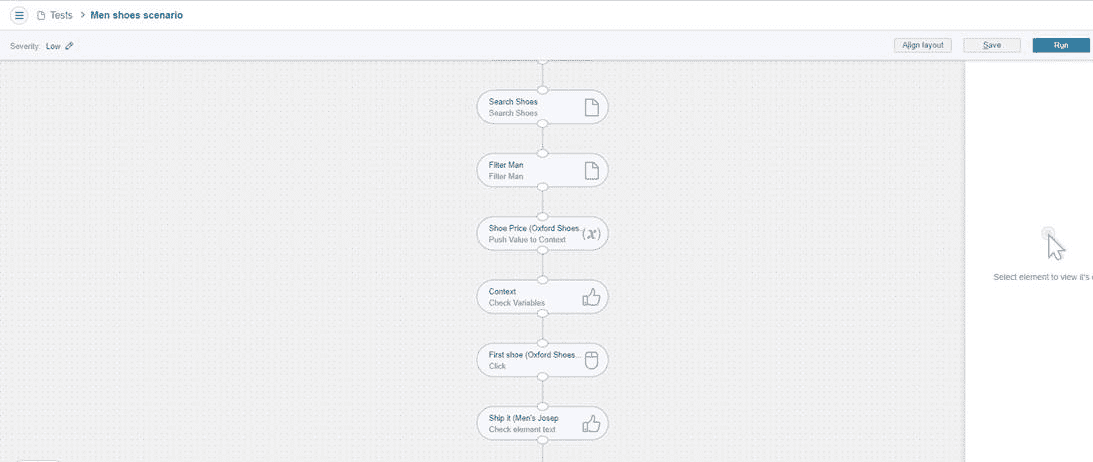 Tests > Men shoes scenario
Severity: Low
Align layout
Save
Run
Search Shoes
Search Shoes
Filter Man
Filter Man
Shoe Price (Oxford Shoes...
Push Value to Context
(x)
Context
Check Variables
First shoe (Oxford Shoes...
Click
Ship it (Men's Josep
Check element text
Select element to view it's